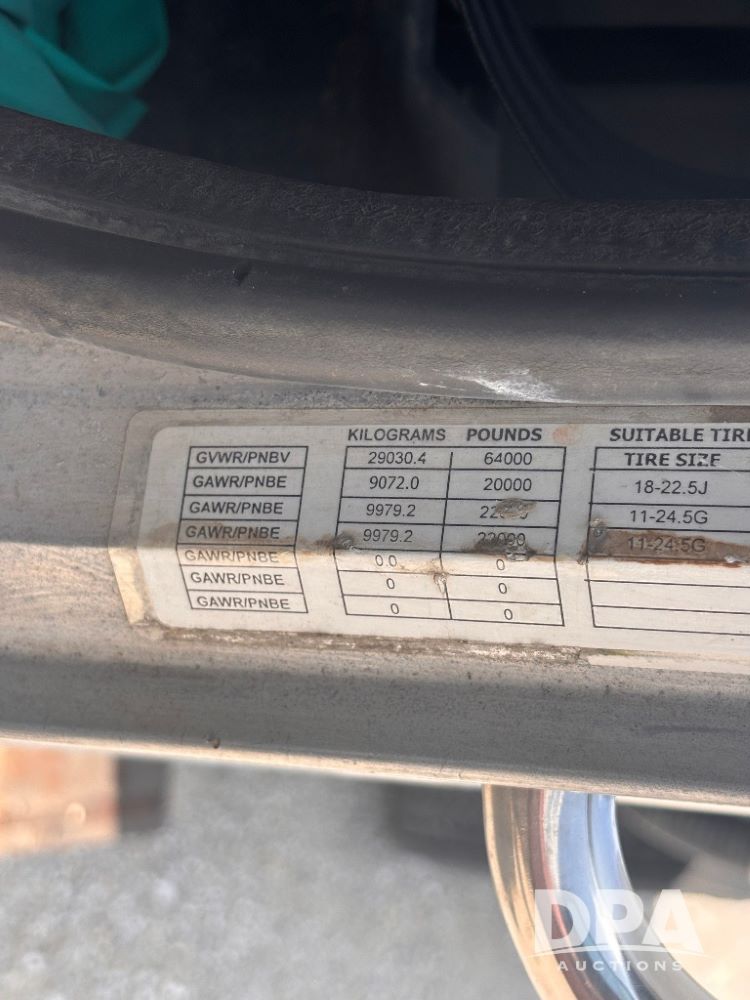 KILOGRAMS POUNDS SUITABLE TIRE
GVWR/PNBV 29030.4 64000 TIRE SIZE
GAWR/PNBE 9072.0 20000 18-22.5J
GAWR/PNBE 9979.2 11-24.5G
GAWR/PNBE 9979.2 22000 11-24.5G
GAWR/PNBE 0.0 0
GAWR/PNBE 0 0
GAWR/PNBE 0 0
DPA
AUCTIONS